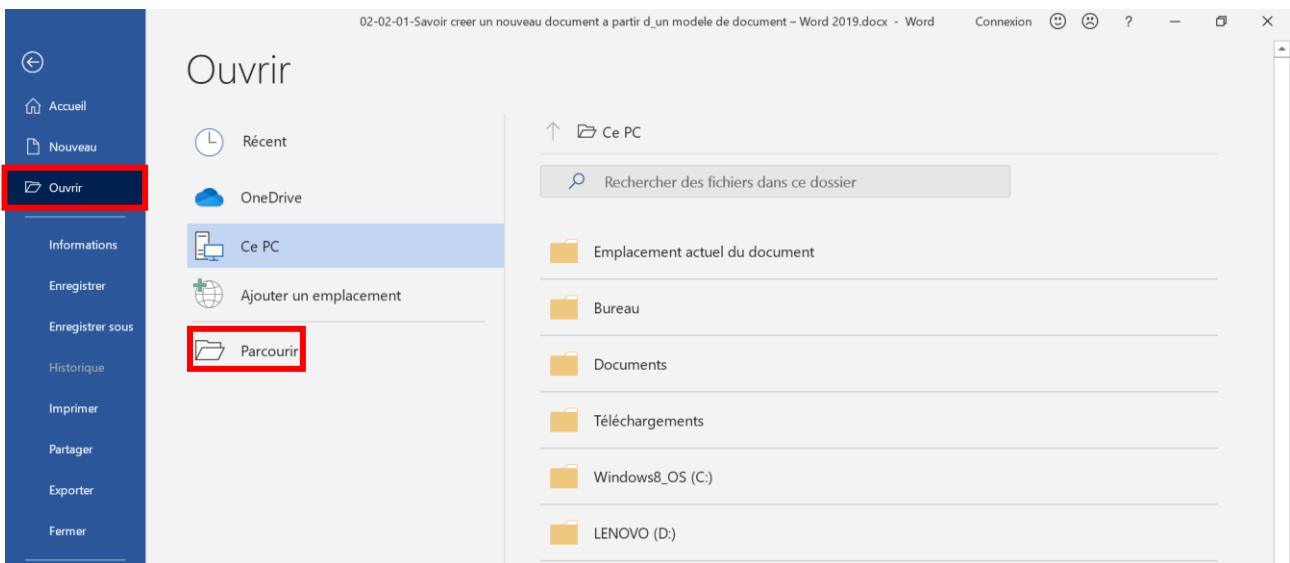 02-02-01-Savoir creer un nouveau document a partir d_un modele de document – Word 2019.docx - Word Connexion ?
Ouvrir
Accueil
Nouveau
Ouvrir
Informations
Enregistrer
Enregistrer sous
Historique
Imprimer
Partager
Exporter
Fermer
Récent
OneDrive
Ce PC
Ajouter un emplacement
Parcourir
Ce PC
Rechercher des fichiers dans ce dossier
Emplacement actuel du document
Bureau
Documents
Téléchargements
Windows8_OS (C:)
LENOVO (D:)